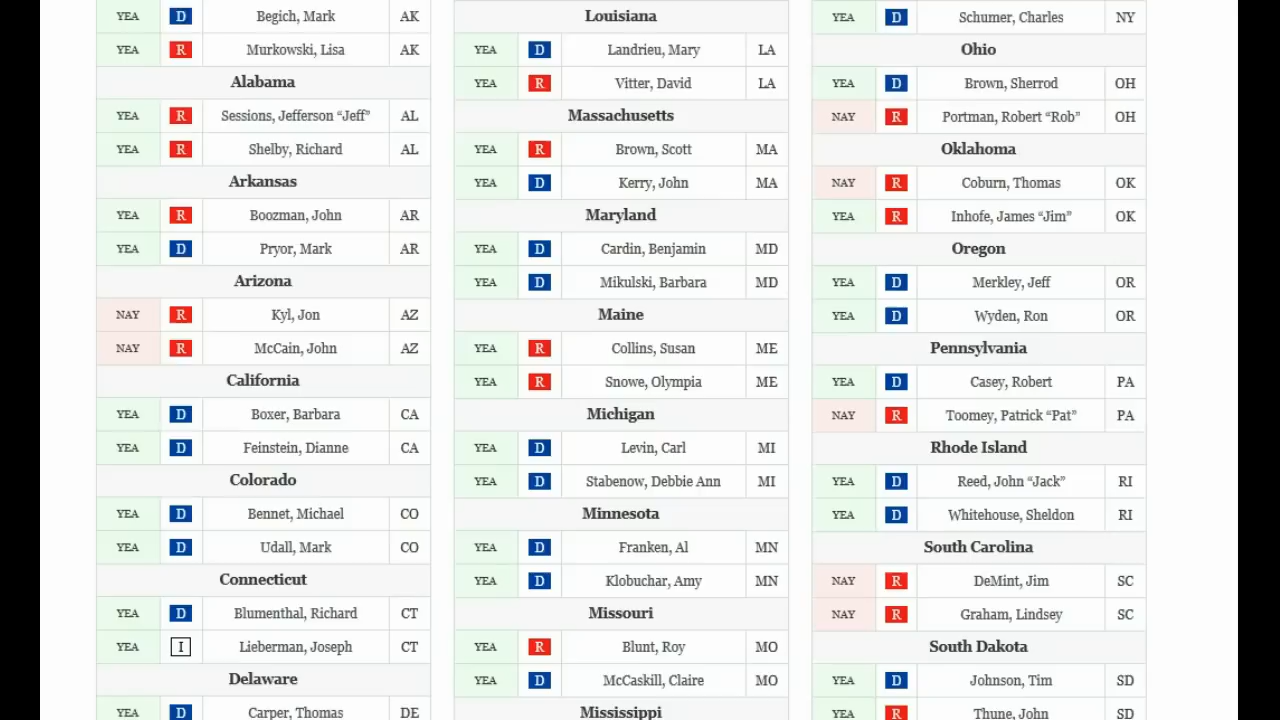 YEA D Begich, Mark AK
YEA R Murkowski, Lisa AK
Alabama
YEA R Sessions, Jefferson “Jeff” AL
YEA R Shelby, Richard AL
Arkansas
YEA R Boozman, John AR
YEA D Pryor, Mark AR
Arizona
NAY R Kyl, Jon AZ
NAY R McCain, John AZ
California
YEA D Boxer, Barbara CA
YEA D Feinstein, Dianne CA
Colorado
YEA D Bennet, Michael CO
YEA D Udall, Mark CO
Connecticut
YEA D Blumenthal, Richard CT
YEA I Lieberman, Joseph CT
Delaware
YEA D Carper, Thomas DE
Louisiana
YEA D Landrieu, Mary LA
YEA R Vitter, David LA
Massachusetts
YEA R Brown, Scott MA
YEA D Kerry, John MA
Maryland
YEA D Cardin, Benjamin MD
YEA D Mikulski, Barbara MD
Maine
YEA R Collins, Susan ME
YEA R Snowe, Olympia ME
Michigan
YEA D Levin, Carl MI
YEA D Stabenow, Debbie Ann MI
Minnesota
YEA D Franken, Al MN
YEA D Klobuchar, Amy MN
Missouri
YEA R Blunt, Roy MO
YEA D McCaskill, Claire MO
Mississippi
YEA D Schumer, Charles NY
Ohio
YEA D Brown, Sherrod OH
NAY R Portman, Robert “Rob” OH
Oklahoma
NAY R Coburn, Thomas OK
YEA R Inhofe, James “Jim” OK
Oregon
YEA D Merkley, Jeff OR
YEA D Wyden, Ron OR
Pennsylvania
YEA D Casey, Robert PA
NAY R Toomey, Patrick “Pat” PA
Rhode Island
YEA D Reed, John “Jack” RI
YEA D Whitehouse, Sheldon RI
South Carolina
NAY R DeMint, Jim SC
NAY R Graham, Lindsey SC
South Dakota
YEA D Johnson, Tim SD
YEA R Thune, John SD